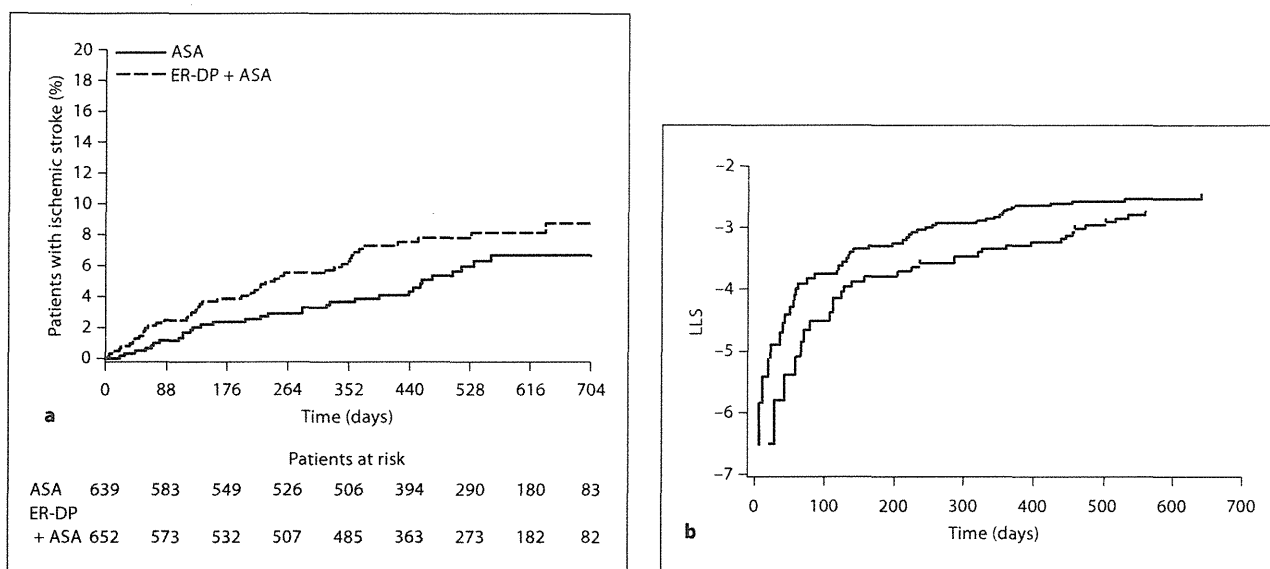 ASA
ER-DP + ASA
Patients with ischemic stroke (%)
20
18
16
14
12
10
8
6
4
2
0
0 88 176 264 352 440 528 616 704
Time (days)
a
Patients at risk
ASA 639 583 549 526 506 394 290 180 83
ER-DP
+ ASA 652 573 532 507 485 363 273 182 82
LLS
–2
–3
–4
–5
–6
–7
0 100 200 300 400 500 600 700
Time (days)
b